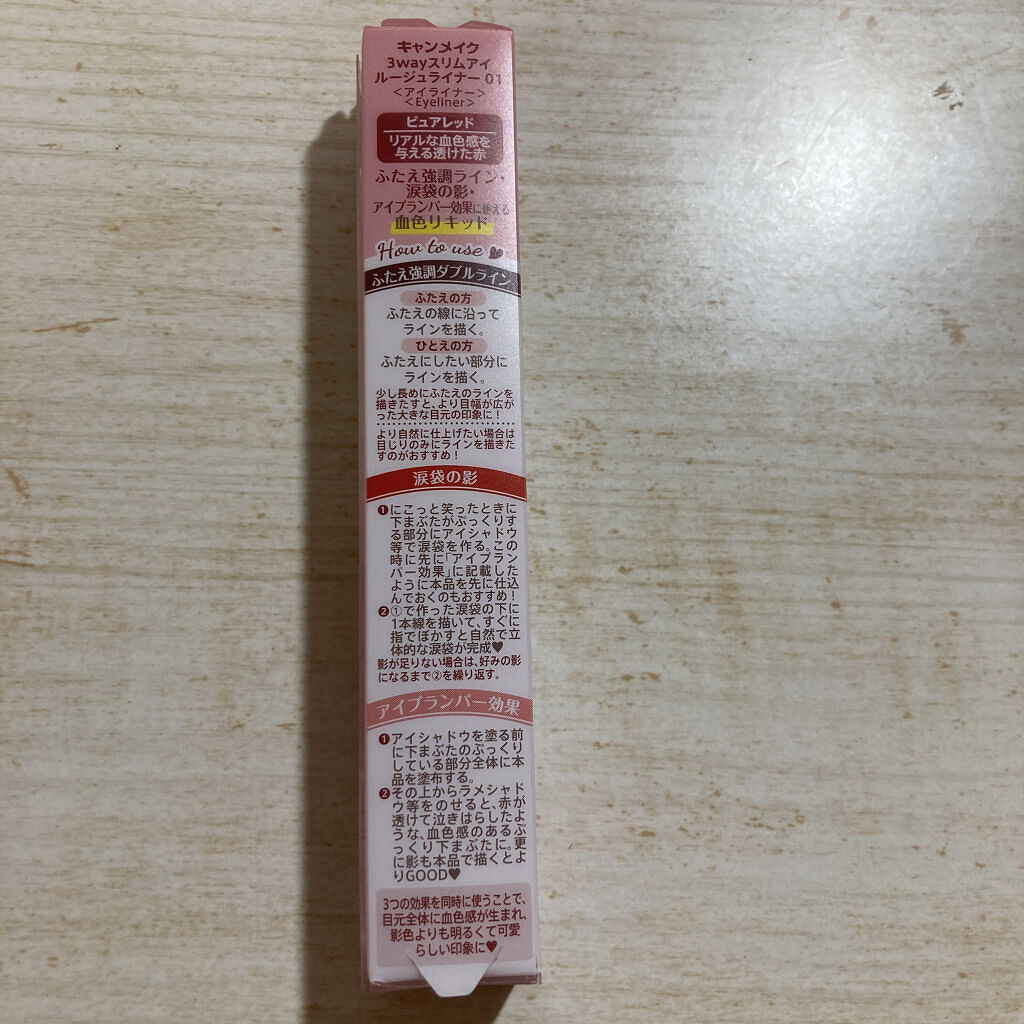 キャンメイク
3wayスリムアイ
ルージュライナー 01
＜アイライナー＞
＜Eyeliner＞
ピュアレッド
リアルな血色感を
与える透けた赤
ふたえ強調ライン・
涙袋の影・
アイプランパー効果に使える
血色リキッド
How to use
ふたえ強調ダブルライン
ふたえの方
ふたえの線に沿って
ラインを描く。
ひとえの方
ふたえにしたい部分に
ラインを描く。
少し長めにふたえのラインを
描きたすと、より目幅が広が
った大きな目元の印象に！
より自然に仕上げたい場合は
目じりのみにラインを描きた
すのがおすすめ！
涙袋の影
❶にこっと笑ったときに
下まぶたがぷっくりす
る部分にアイシャドウ
等で涙袋を作る。この
時に先に「アイプラン
パー効果」に記載した
ように本品を先に仕込
んでおくのもおすすめ！
❷①で作った涙袋の下に
1本線を描いて、すぐに
指でぼかすと自然で立
体的な涙袋が完成♥
影が足りない場合は、好みの影
になるまで②を繰り返す。
アイプランパー効果
❶アイシャドウを塗る前
に下まぶたのぷっくり
している部分全体に本
品を塗布する。
❷その上からラメシャド
ウ等をのせると、赤が
透けて泣きはらしたよ
うな、血色感のあるぷ
っくり下まぶたに。更
に影も本品で描くとよ
りGOOD♥
3つの効果を同時に使うことで、
目元全体に血色感が生まれ、
影色よりも明るくて可愛
らしい印象に♥